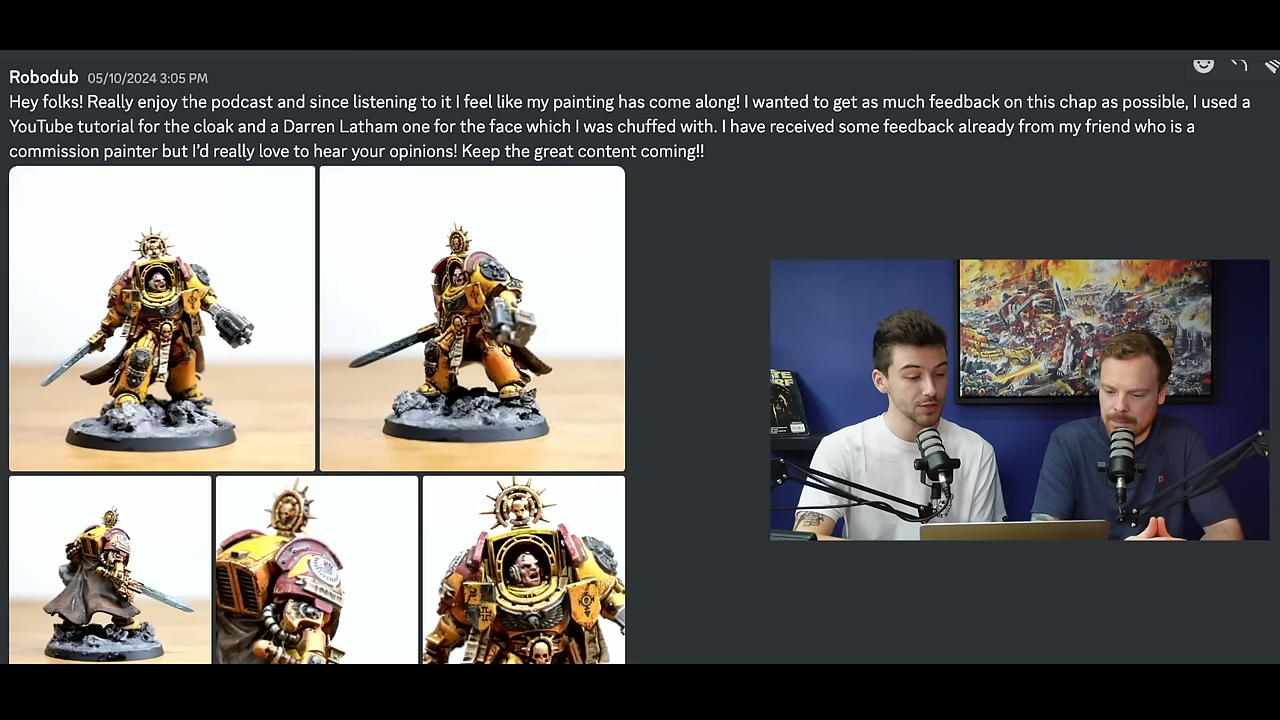 Robodub 05/10/2024 3:05 PM
Hey folks! Really enjoy the podcast and since listening to it I feel like my painting has come along! I wanted to get as much feedback on this chap as possible, I used a
YouTube tutorial for the cloak and a Darren Latham one for the face which I was chuffed with. I have received some feedback already from my friend who is a
commission painter but I'd really love to hear your opinions! Keep the great content coming!!